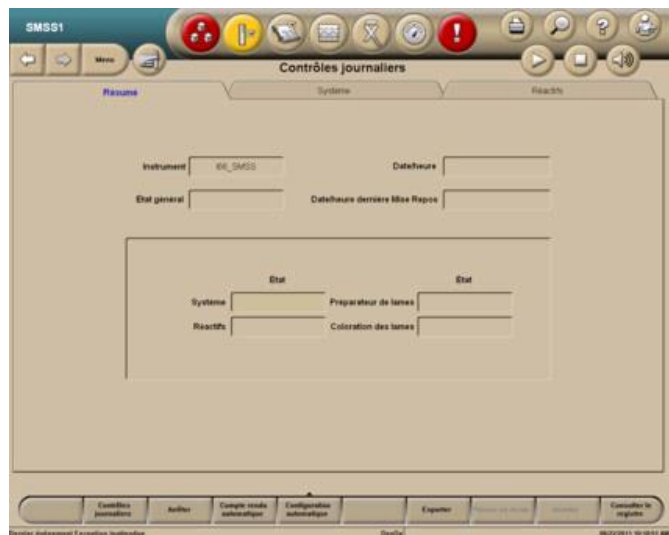 SMSS1
Menu
Contrôles journaliers
Résumé
Système
Réactifs
Instrument
Date/heure
Etat général
Date/heure dernière Mise Repos
Etat
Etat
Système
Préparateur de lames
Réactifs
Coloration des lames
Contrôles journaliers
Arrêter
Compte rendu automatique
Configuration automatique
Exporter
Consulter le registre